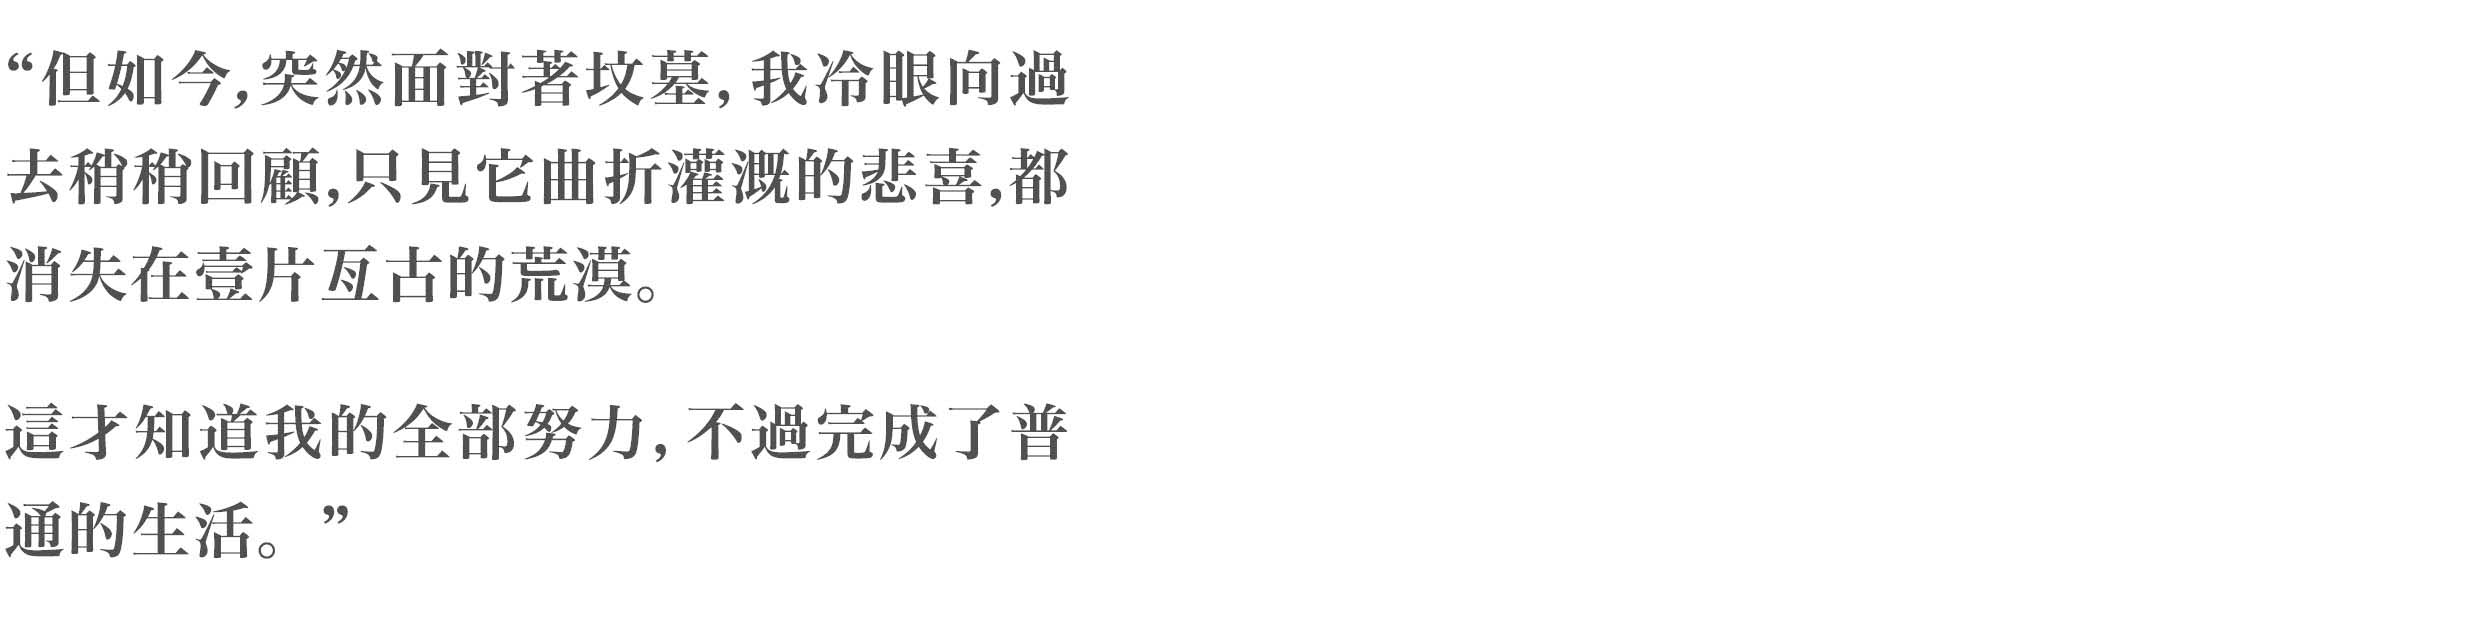 “但如今，突然面對著坟墓，我冷眼向過
去稍稍回顧，只見它曲折灌溉的悲喜，都
消失在壹片亙古的荒漠。
這才知道我的全部努力，不過完成了普
通的生活。”